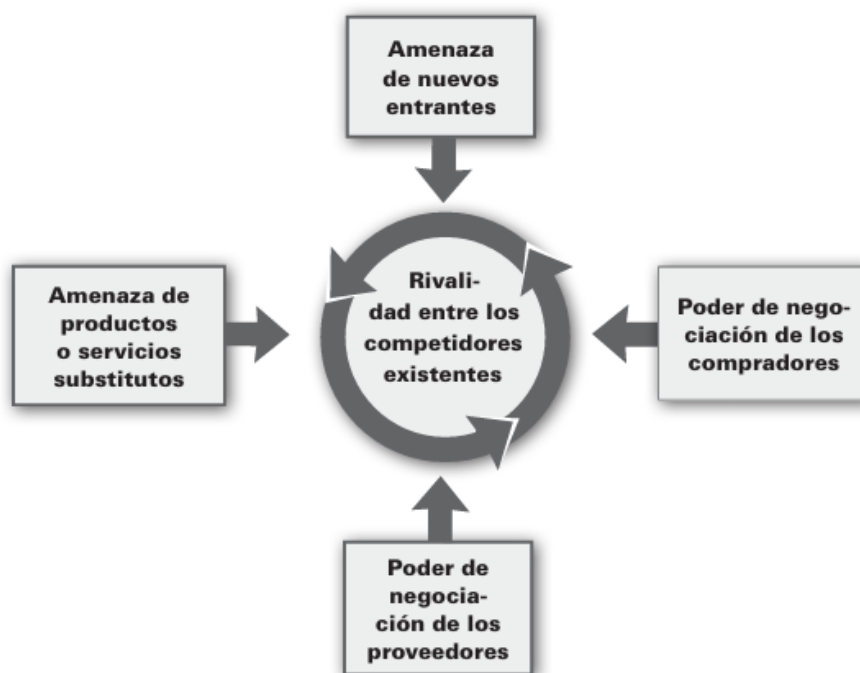 Amenaza
de nuevos
entrantes
Amenaza de
productos
o servicios
substitutos
Rivali-
dad entre los
competidores
existentes
Poder de nego-
ciación de los
compradores
Poder de
negocia-
ción de los
proveedores